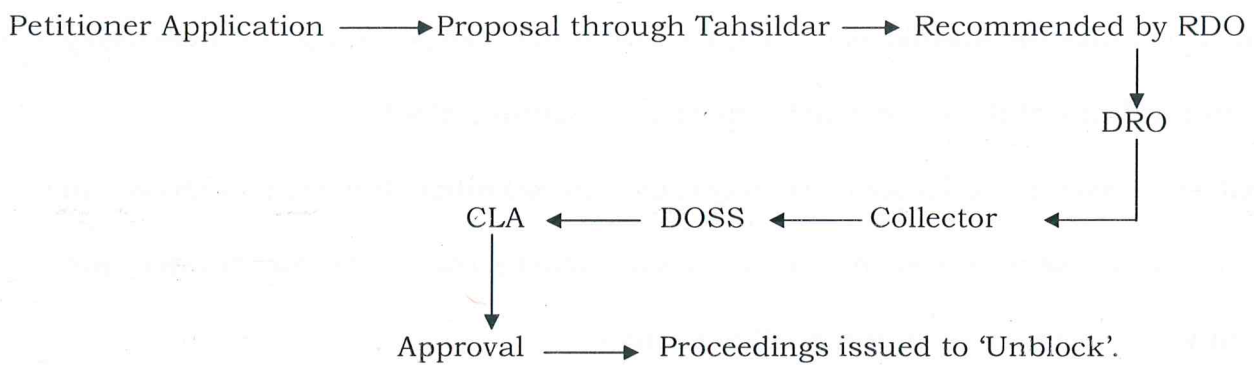 Petitioner Application → Proposal through Tahsildar → Recommended by RDO
DRO
CLA ← DOSS ← Collector ←
Approval → Proceedings issued to ‘Unblock’.